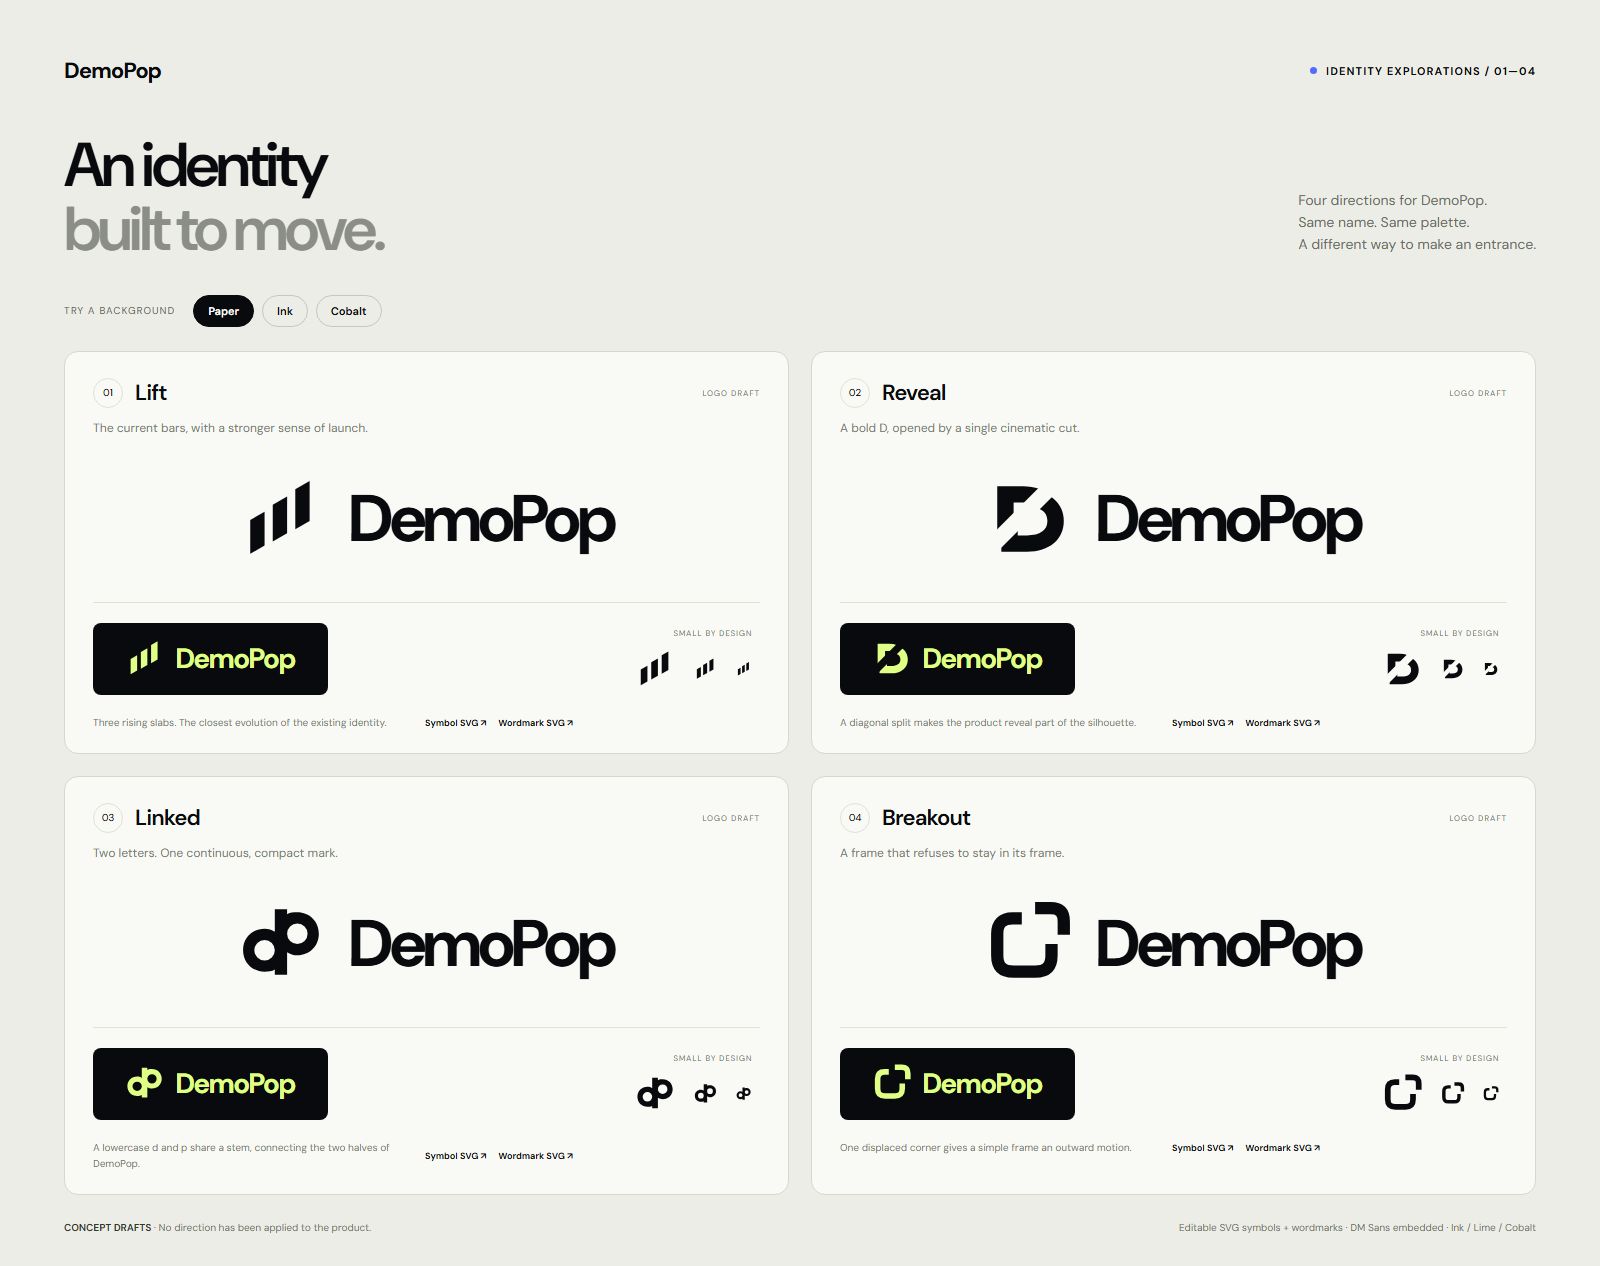 DemoPop
IDENTITY EXPLORATIONS / 01—04
An identity
built to move.
Four directions for DemoPop.
Same name. Same palette.
A different way to make an entrance.
TRY A BACKGROUND
Paper
Ink
Cobalt
01
Lift
LOGO DRAFT
The current bars, with a stronger sense of launch.
DemoPop
DemoPop
SMALL BY DESIGN
Three rising slabs. The closest evolution of the existing identity.
Symbol SVG ↗
Wordmark SVG ↗
02
Reveal
LOGO DRAFT
A bold D, opened by a single cinematic cut.
DemoPop
DemoPop
SMALL BY DESIGN
A diagonal split makes the product reveal part of the silhouette.
Symbol SVG ↗
Wordmark SVG ↗
03
Linked
LOGO DRAFT
Two letters. One continuous, compact mark.
dp DemoPop
dp DemoPop
SMALL BY DESIGN
dp dp dp
A lowercase d and p share a stem, connecting the two halves of
DemoPop.
Symbol SVG ↗
Wordmark SVG ↗
04
Breakout
LOGO DRAFT
A frame that refuses to stay in its frame.
DemoPop
DemoPop
SMALL BY DESIGN
One displaced corner gives a simple frame an outward motion.
Symbol SVG ↗
Wordmark SVG ↗
CONCEPT DRAFTS · No direction has been applied to the product.
Editable SVG symbols + wordmarks · DM Sans embedded · Ink / Lime / Cobalt